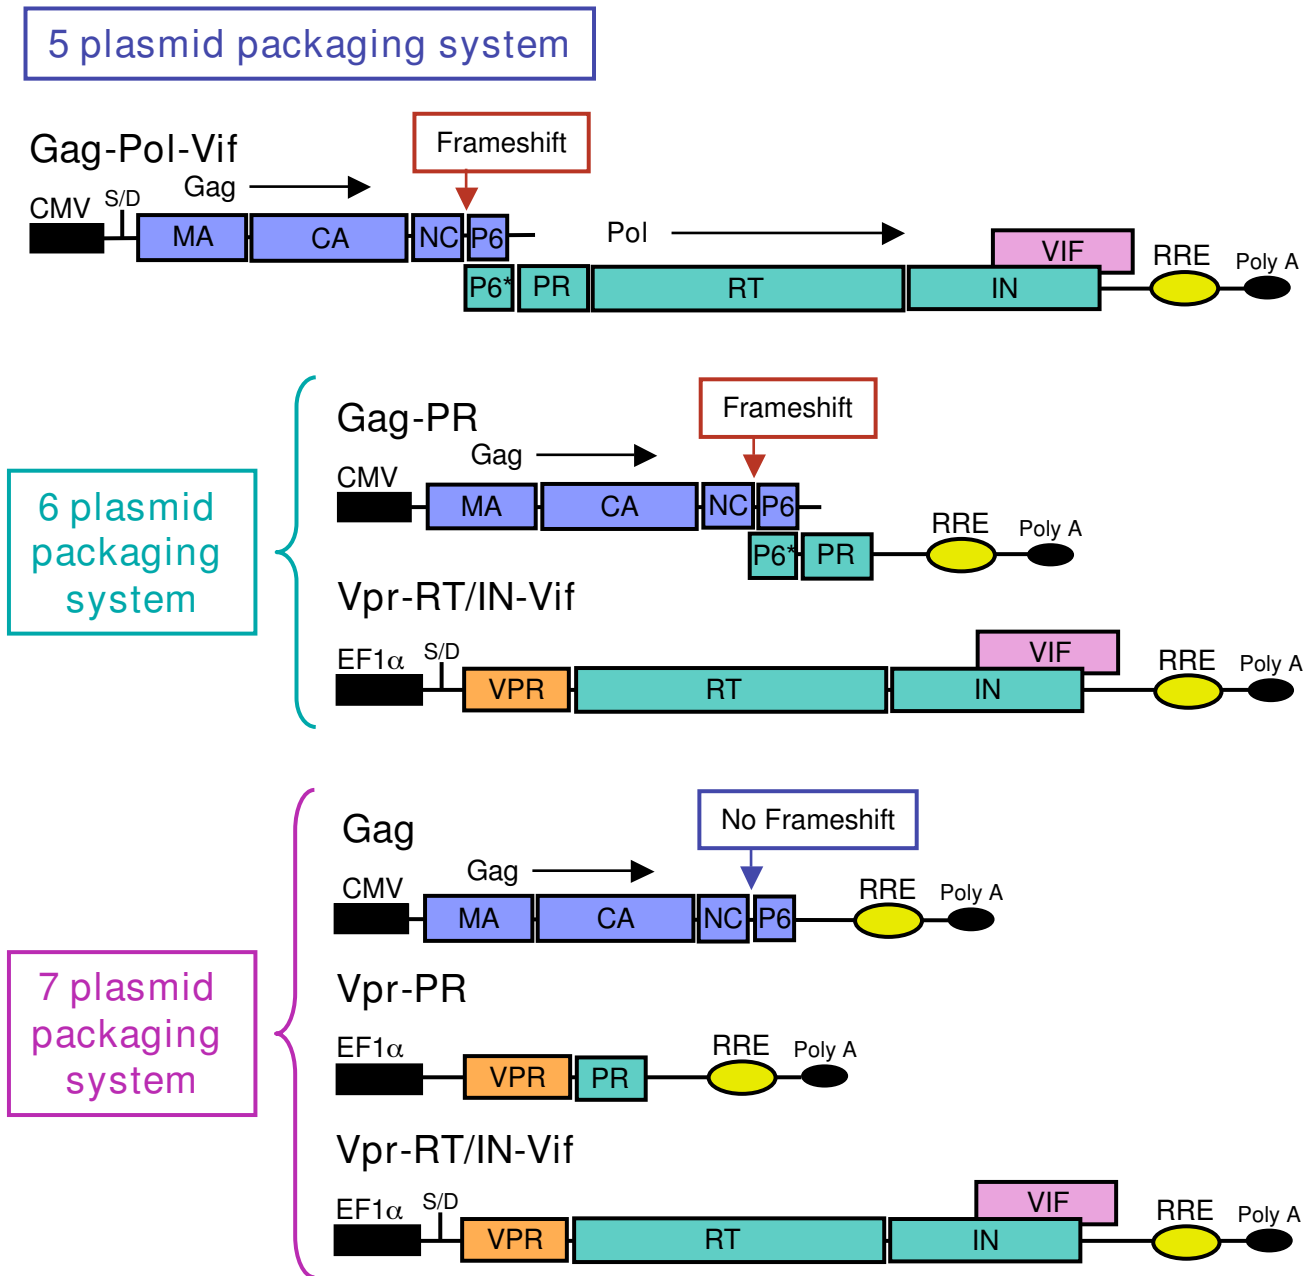 5 plasmid packaging system
Frameshift
Gag-Pol-Vif
Gag
CMV
S/D
MA
CA
NC
P6
Pol
VIF
RRE
Poly A
P6*
PR
RT
IN
6 plasmid
packaging
system
Gag-PR
Frameshift
Gag
CMV
MA
CA
NC
P6
P6*
PR
RRE
Poly A
Vpr-RT/IN-Vif
EF1α
S/D
VPR
RT
IN
VIF
RRE
Poly A
7 plasmid
packaging
system
Gag
No Frameshift
Gag
CMV
MA
CA
NC
P6
RRE
Poly A
Vpr-PR
EF1α
VPR
PR
RRE
Poly A
Vpr-RT/IN-Vif
EF1α
S/D
VPR
RT
IN
VIF
RRE
Poly A